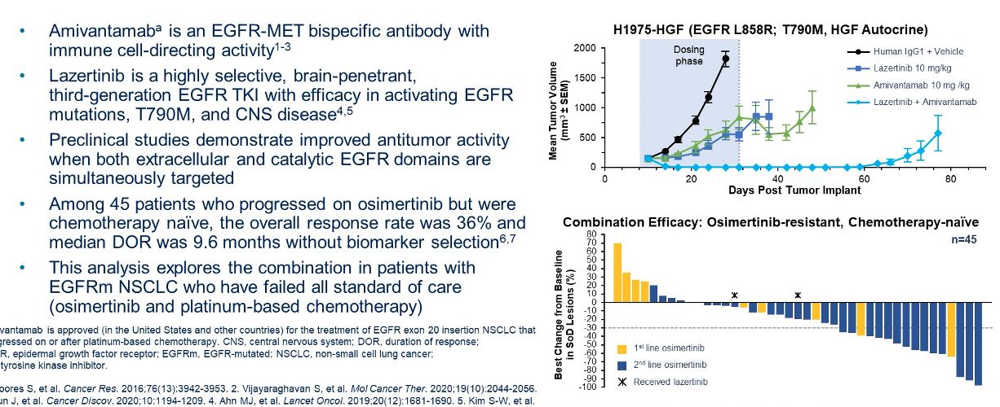 • Amivantamabᵃ is an EGFR-MET bispecific antibody with
immune cell-directing activity¹⁻³
• Lazertinib is a highly selective, brain-penetrant,
third-generation EGFR TKI with efficacy in activating EGFR
mutations, T790M, and CNS disease⁴,⁵
• Preclinical studies demonstrate improved antitumor activity
when both extracellular and catalytic EGFR domains are
simultaneously targeted
• Among 45 patients who progressed on osimertinib but were
chemotherapy naïve, the overall response rate was 36% and
median DOR was 9.6 months without biomarker selection⁶,⁷
• This analysis explores the combination in patients with
EGFRm NSCLC who have failed all standard of care
(osimertinib and platinum-based chemotherapy)
vantamab is approved (in the United States and other countries) for the treatment of EGFR exon 20 insertion NSCLC that
gressed on or after platinum-based chemotherapy. CNS, central nervous system; DOR, duration of response;
R, epidermal growth factor receptor; EGFRm, EGFR-mutated; NSCLC, non-small cell lung cancer;
tyrosine kinase inhibitor.
oores S, et al. Cancer Res. 2016;76(13):3942-3953. 2. Vijayaraghavan S, et al. Mol Cancer Ther. 2020;19(10):2044-2056.
un J, et al. Cancer Discov. 2020;10:1194-1209. 4. Ahn MJ, et al. Lancet Oncol. 2019;20(12):1681-1690. 5. Kim S-W, et al.
H1975-HGF (EGFR L858R; T790M, HGF Autocrine)
Mean Tumor Volume
(mm³ ± SEM)
2000
1500
1000
500
0
Dosing
phase
Human IgG1 + Vehicle
Lazertinib 10 mg/kg
Amivantamab 10 mg /kg
Lazertinib + Amivantamab
0 20 40 60 80
Days Post Tumor Implant
Combination Efficacy: Osimertinib-resistant, Chemotherapy-naïve
n=45
Best Change from Baseline
in SoD Lesions (%)
80
70
60
50
40
30
20
10
0
-10
-20
-30
-40
-50
-60
-70
-80
-90
-100
1st line osimertinib
2nd line osimertinib
Received lazertinib